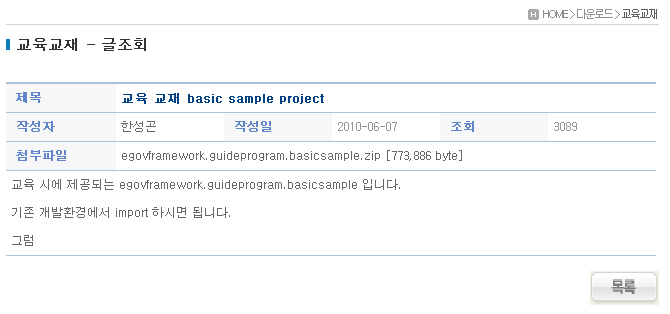 H HOME > 다운로드 > 교육교재
교육교재 - 글조회
제목 교육 교재 basic sample project
작성자 한성곤 작성일 2010-06-07 조회 3089
첨부파일 egovframework.guideprogram.basicsample.zip [773,886 byte]
교육 시에 제공되는 egovframework.guideprogram.basicsample 입니다.
기존 개발환경에서 import 하시면 됩니다.
그럼
목록